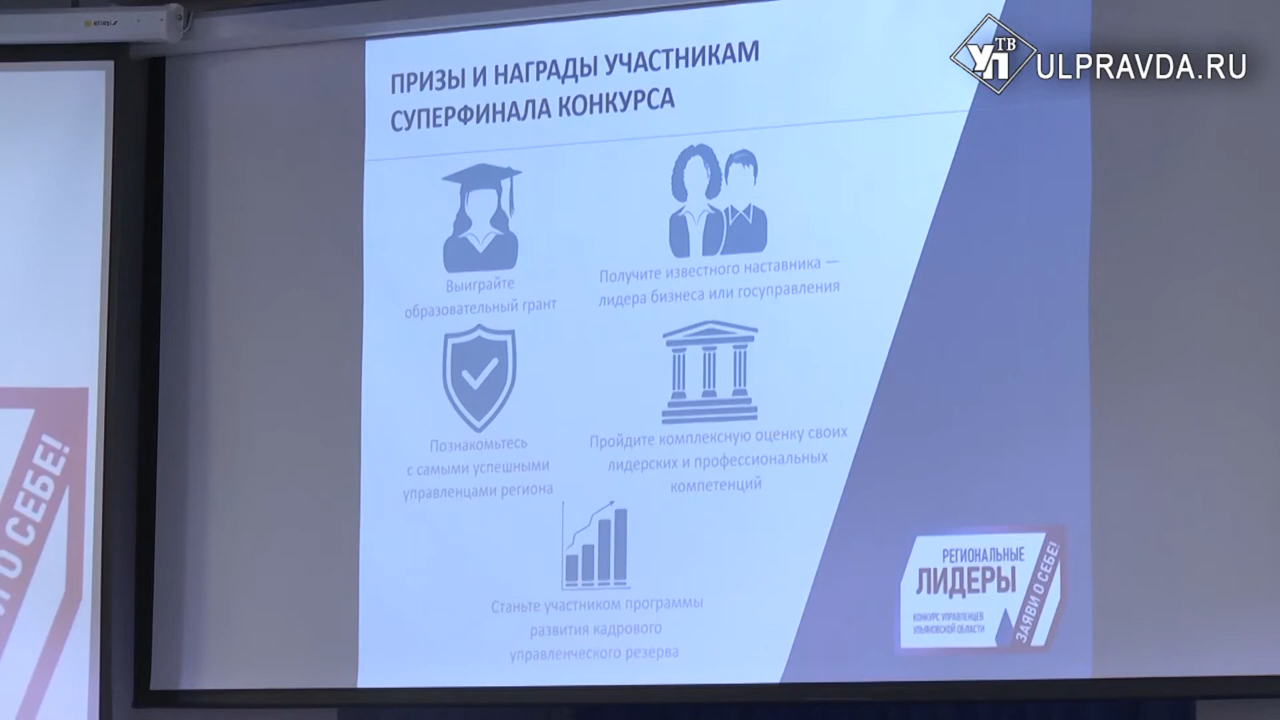 УП ТВ
ULPRAVDA.RU
ПРИЗЫ И НАГРАДЫ УЧАСТНИКАМ
СУПЕРФИНАЛА КОНКУРСА
Выиграйте
образовательный грант
Получите известного наставника —
лидера бизнеса или госуправления
Познакомьтесь
с самыми успешными
управленцами региона
Пройдите комплексную оценку своих
лидерских и профессиональных
компетенций
Станьте участником программы
развития кадрового
управленческого резерва
РЕГИОНАЛЬНЫЕ
ЛИДЕРЫ
КОНКУРС УПРАВЛЕНЦЕВ
УЛЬЯНОВСКОЙ ОБЛАСТИ
ЗАЯВИ О СЕБЕ!
И О СЕБЕ!